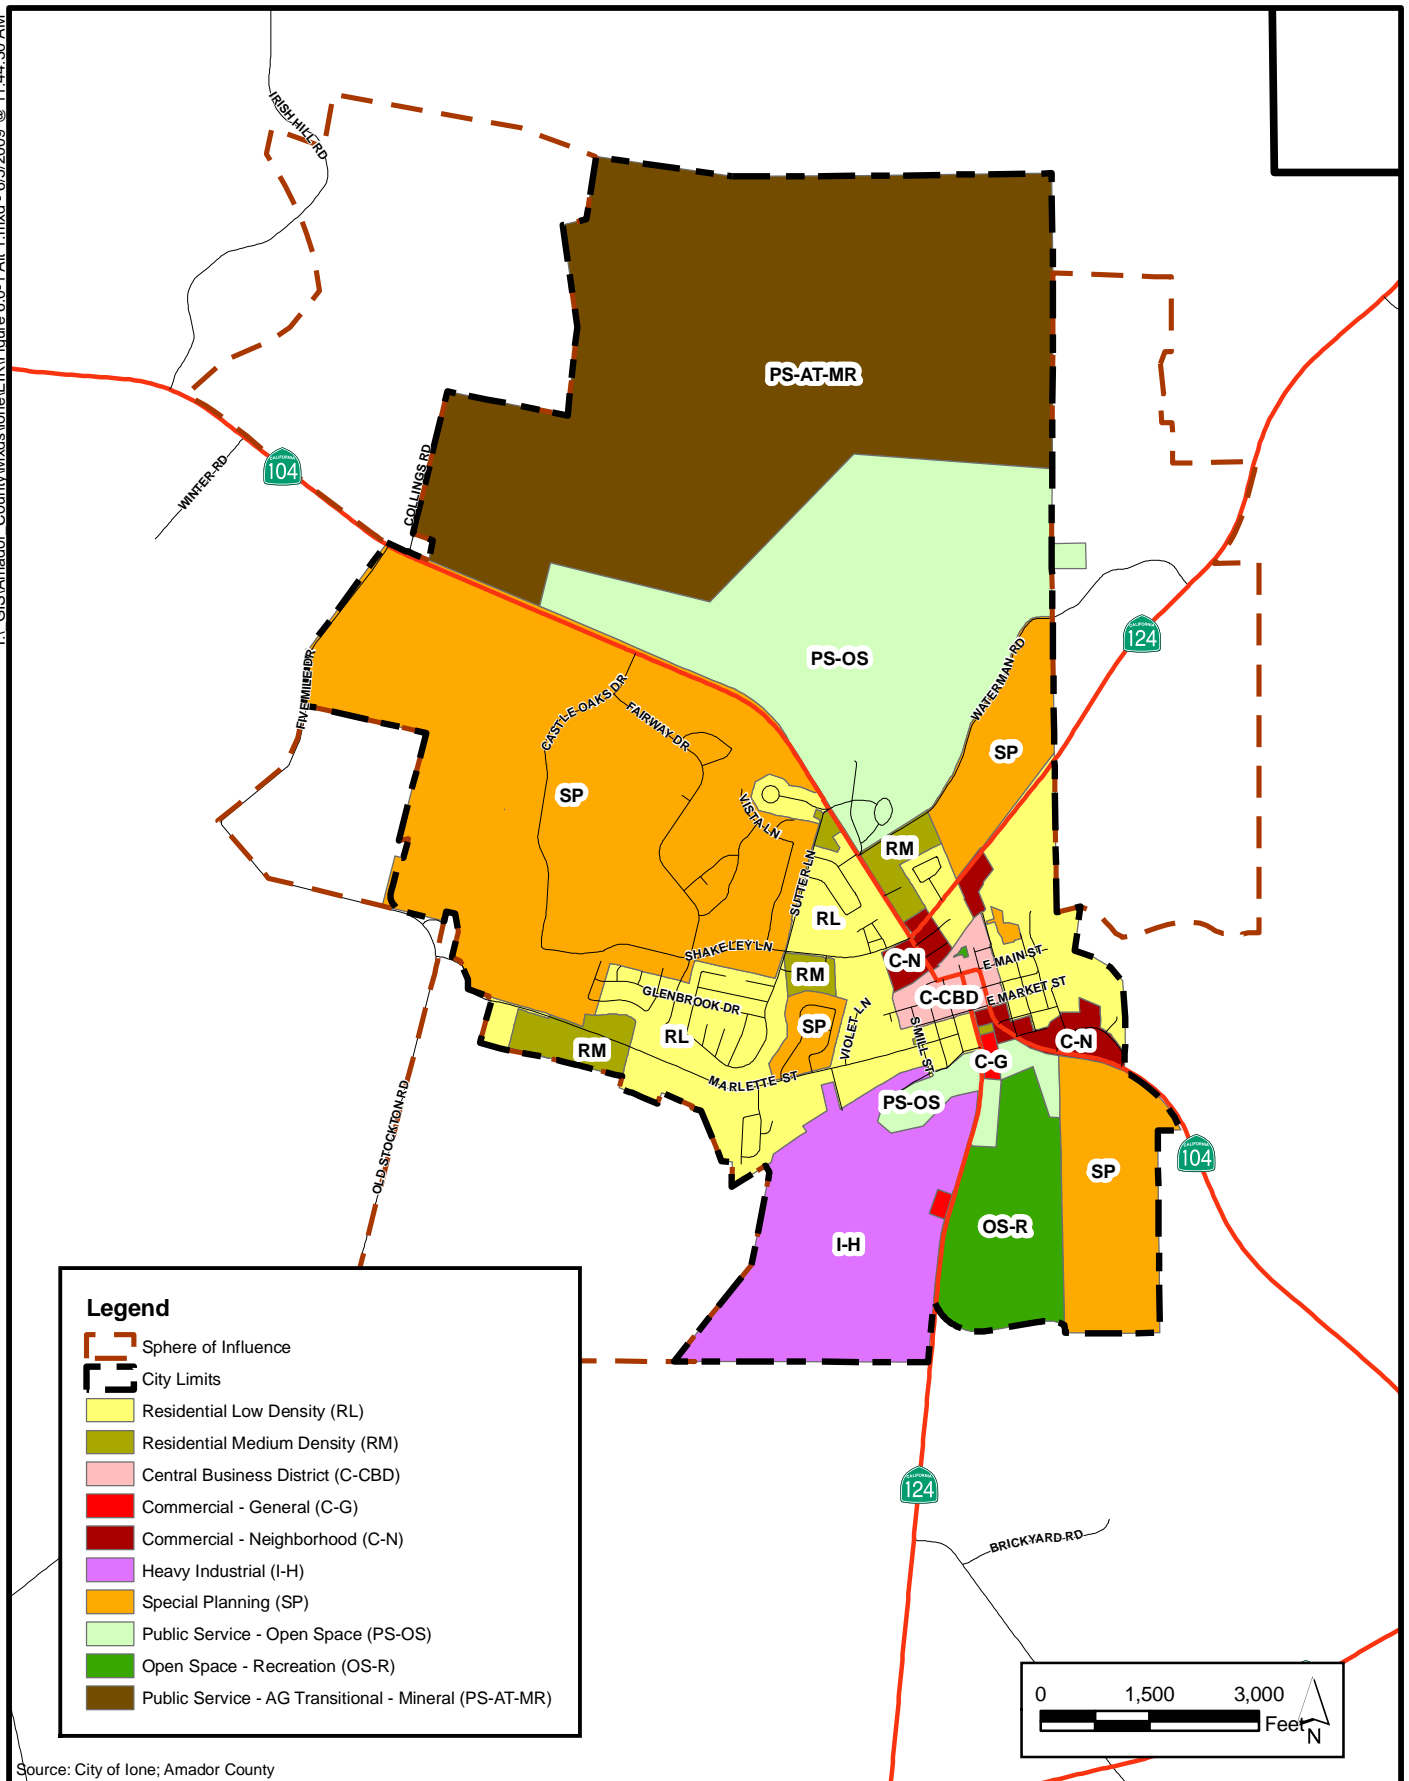 IRISH HILL RD
PS-AT-MR
CALIFORNIA
104
WINTER RD
COLLINGS RD
CALIFORNIA
124
PS-OS
WATERMAN RD
FIVE MILE DR
CASTLE OAKS DR
FAIRWAY DR
SP
SP
VISTA LN
RM
SUTTER LN
RL
SHAKELEY LN
C-N
E MAIN ST
RM
GLENBROOK DR
C-CBD
E MARKET ST
SP
VIOLET LN
S MILL ST
RL
C-N
RM
C-G
MARLETTE ST
PS-OS
OLD STOCKTON RD
CALIFORNIA
104
SP
OS-R
I-H
Legend
Sphere of Influence
City Limits
Residential Low Density (RL)
Residential Medium Density (RM)
Central Business District (C-CBD)
Commercial - General (C-G)
Commercial - Neighborhood (C-N)
Heavy Industrial (I-H)
Special Planning (SP)
Public Service - Open Space (PS-OS)
Open Space - Recreation (OS-R)
Public Service - AG Transitional - Mineral (PS-AT-MR)
CALIFORNIA
124
BRICKYARD RD
0 1,500 3,000
Feet
N
Source: City of Ione; Amador County